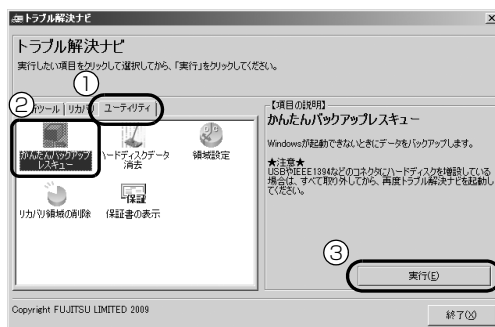 トラブル解決ナビ
トラブル解決ナビ
実行したい項目をクリックして選択してから、「実行」をクリックしてください。
①
②
ツール
リカバリ
ユーティリティ
かんたんバックアップ
レスキュー
ハードディスクデータ
消去
領域設定
リカバリ領域の削除
保証
保証書の表示
【項目の説明】
かんたんバックアップレスキュー
Windowsが起動できないときにデータをバックアップします。
★注意★
USBやIEEE1394などのコネクタにハードディスクを増設している
場合は、すべて取り外してから、再度トラブル解決ナビを起動し
てください。
③
実行(E)
Copyright FUJITSU LIMITED 2009
終了(X)